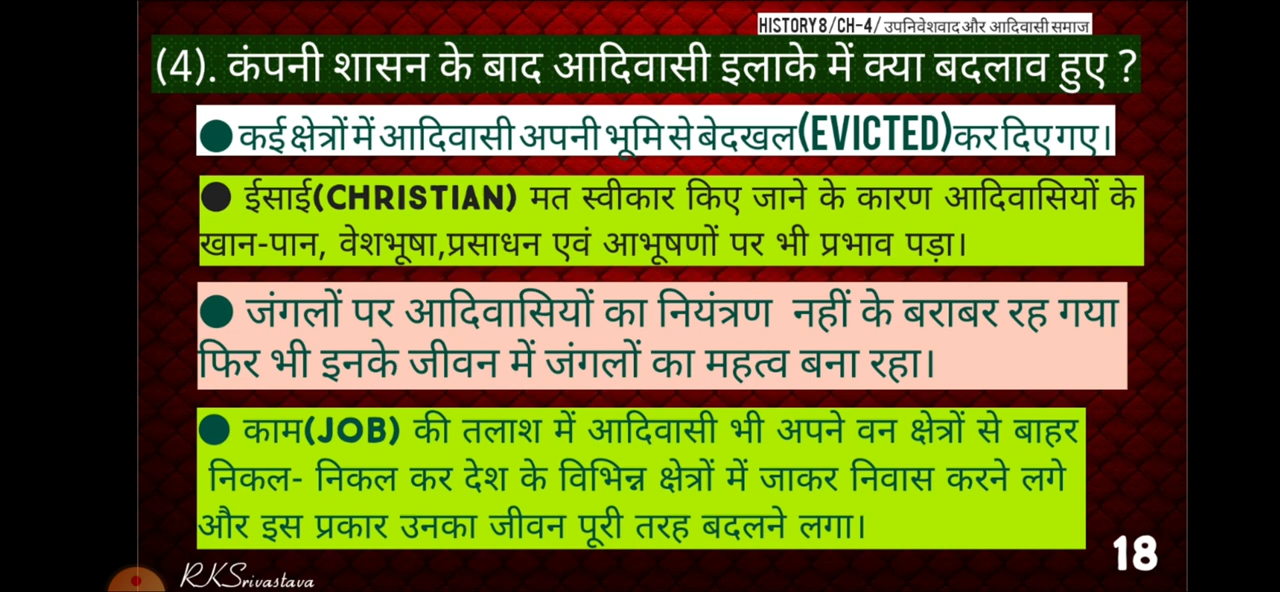 HISTORY 8/CH-4/ उपनिवेशवाद और आदिवासी समाज
(4). कंपनी शासन के बाद आदिवासी इलाके में क्या बदलाव हुए ?
● कई क्षेत्रों में आदिवासी अपनी भूमि से बेदखल(EVICTED)कर दिए गए।
● ईसाई(CHRISTIAN) मत स्वीकार किए जाने के कारण आदिवासियों के
खान-पान, वेशभूषा,प्रसाधन एवं आभूषणों पर भी प्रभाव पड़ा।
● जंगलों पर आदिवासियों का नियंत्रण नहीं के बराबर रह गया
फिर भी इनके जीवन में जंगलों का महत्व बना रहा।
● काम(JOB) की तलाश में आदिवासी भी अपने वन क्षेत्रों से बाहर
निकल- निकल कर देश के विभिन्न क्षेत्रों में जाकर निवास करने लगे
और इस प्रकार उनका जीवन पूरी तरह बदलने लगा।
18
RKSrivastava